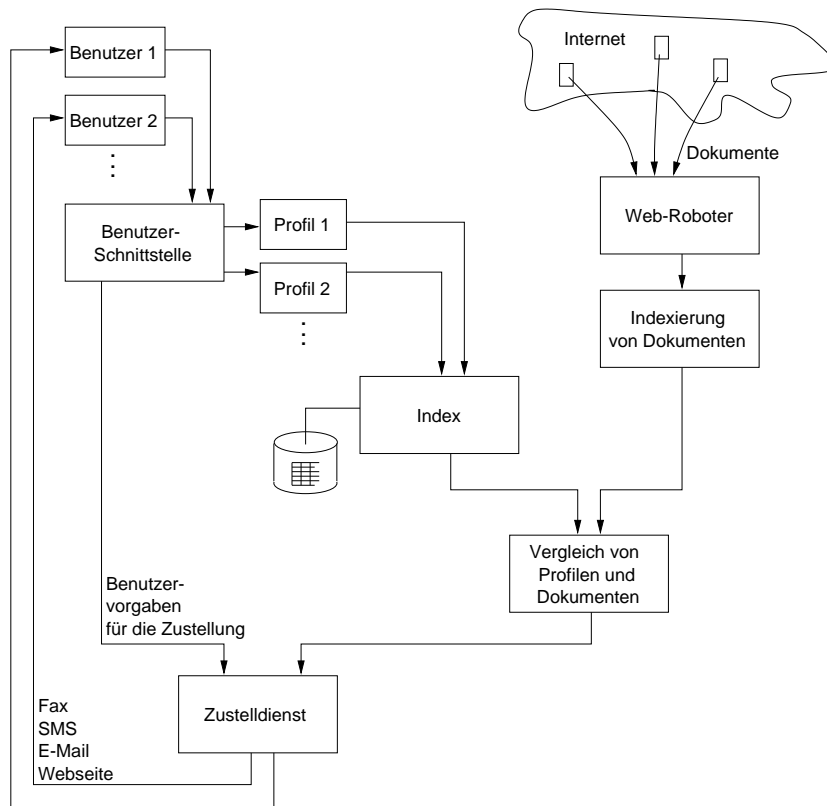 Benutzer 1
Internet
Benutzer 2
Dokumente
Benutzer-
Schnittstelle
Profil 1
Web-Roboter
Profil 2
Indexierung
von Dokumenten
Index
Vergleich von
Profilen und
Dokumenten
Benutzer-
vorgaben
für die Zustellung
Zustelldienst
Fax
SMS
E-Mail
Webseite